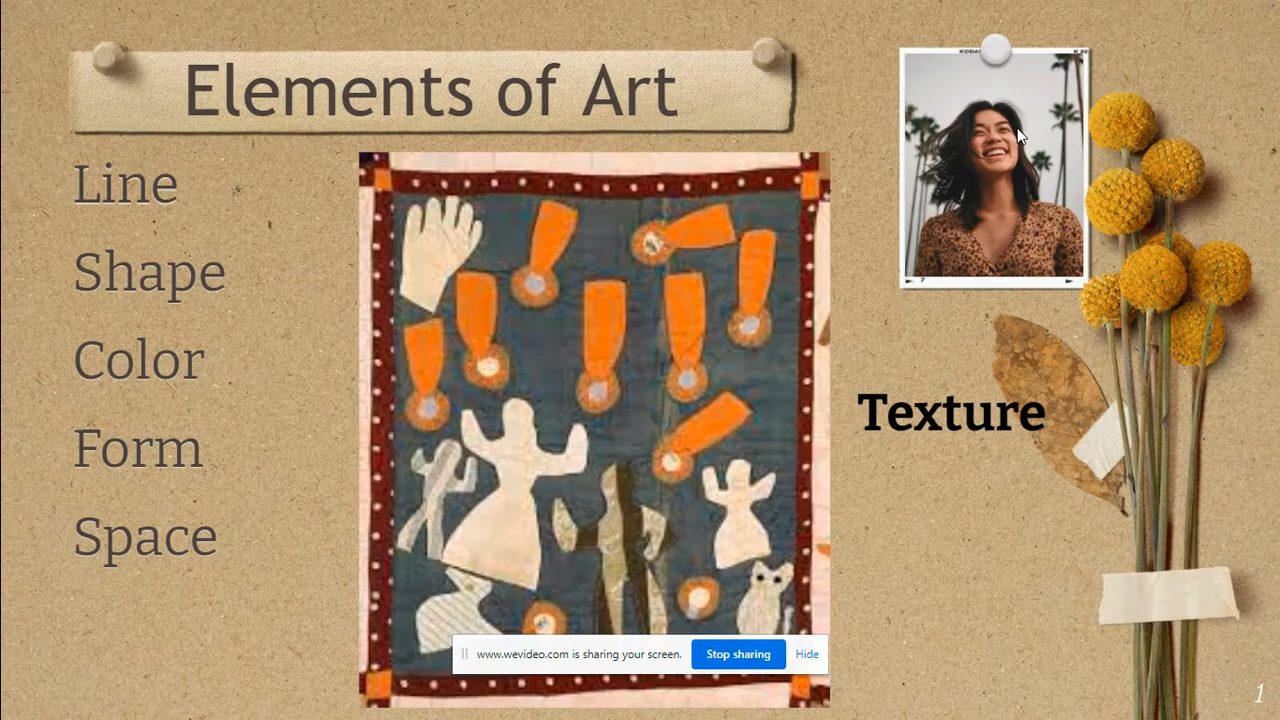 Elements of Art
Line
Shape
Color
Form
Space
Texture
www.wevideo.com is sharing your screen.
Stop sharing
Hide
1